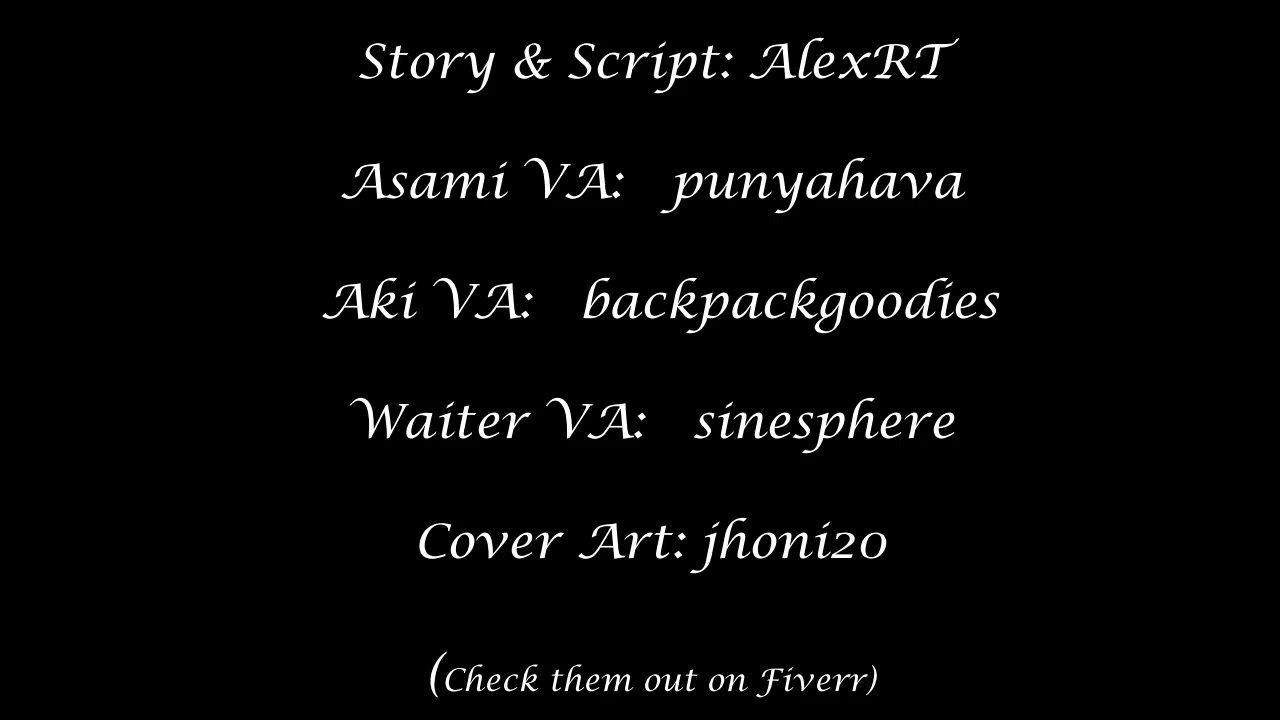 Story & Script: AlexRT
Asami VA: punyahava
Aki VA: backpackgoodies
Waiter VA: sinesphere
Cover Art: jhoni20
(Check them out on Fiverr)